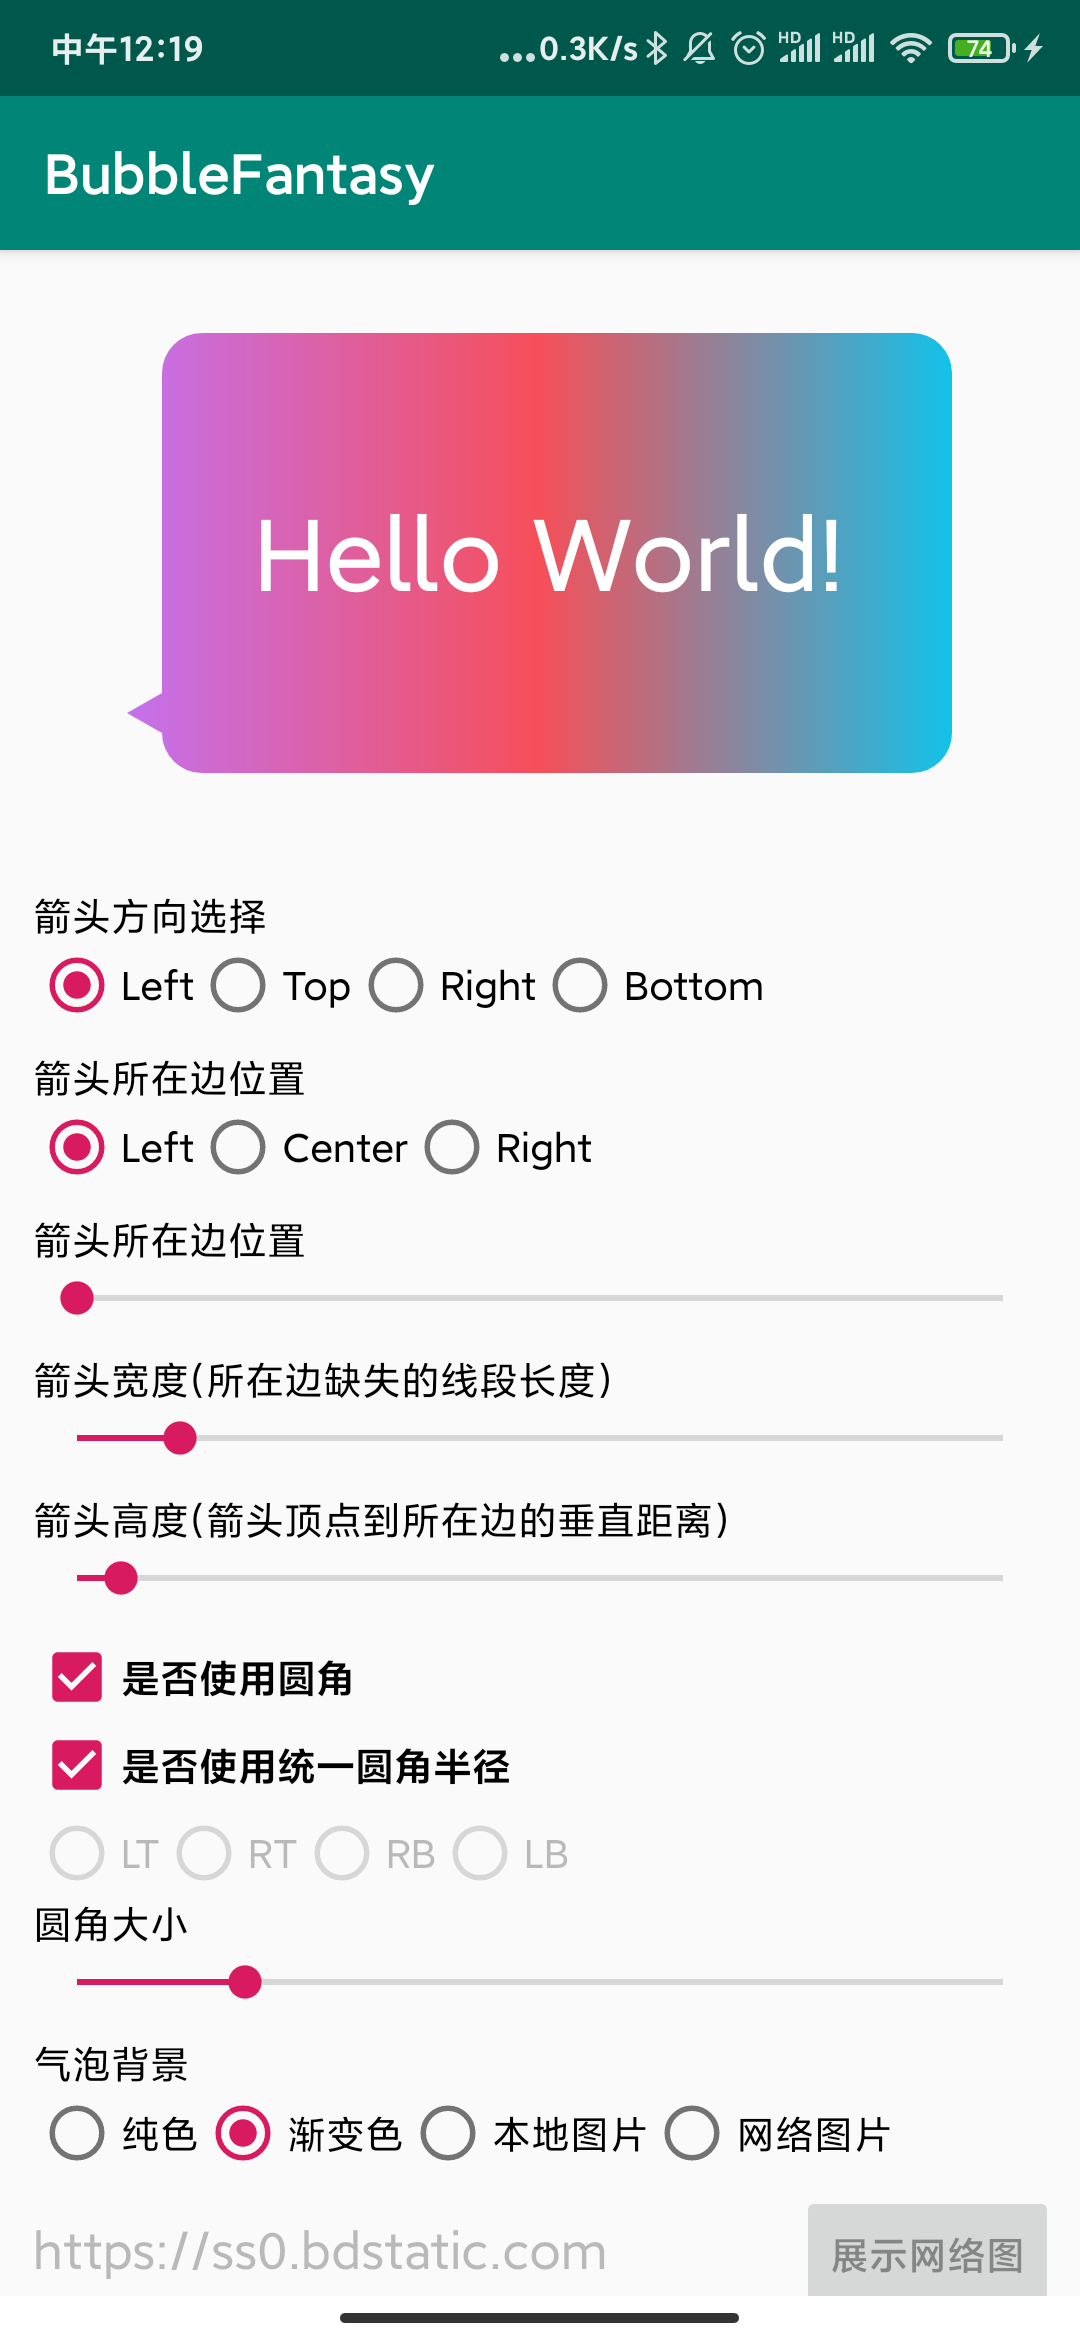 中午12:19 ...0.3K/s HD HD 74
BubbleFantasy
Hello World!
箭头方向选择
Left Top Right Bottom
箭头所在边位置
Left Center Right
箭头所在边位置
箭头宽度(所在边缺失的线段长度)
箭头高度(箭头顶点到所在边的垂直距离)
是否使用圆角
是否使用统一圆角半径
LT RT RB LB
圆角大小
气泡背景
纯色 渐变色 本地图片 网络图片
https://ss0.bdstatic.com 展示网络图